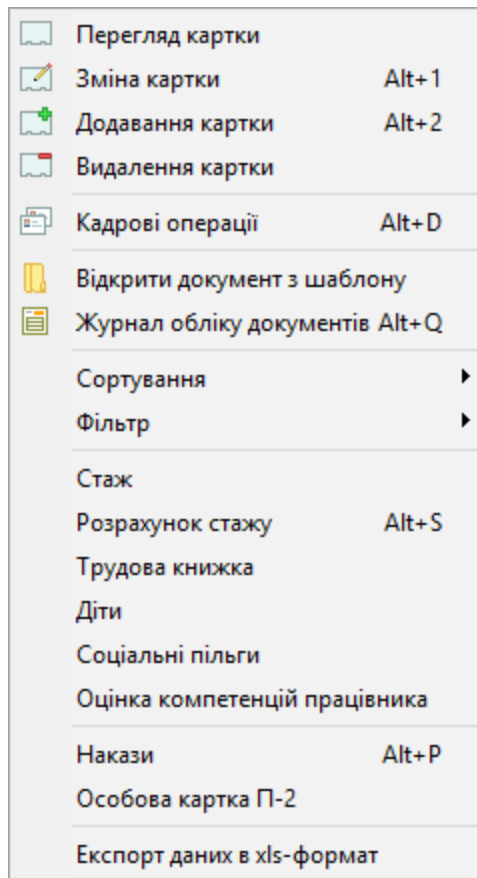 Перегляд картки
Зміна картки Alt+1
Додавання картки Alt+2
Видалення картки
Кадрові операції Alt+D
Відкрити документ з шаблону
Журнал обліку документів Alt+Q
Сортування
Фільтр
Стаж
Розрахунок стажу Alt+S
Трудова книжка
Діти
Соціальні пільги
Оцінка компетенцій працівника
Накази Alt+P
Особова картка П-2
Експорт даних в xls-формат